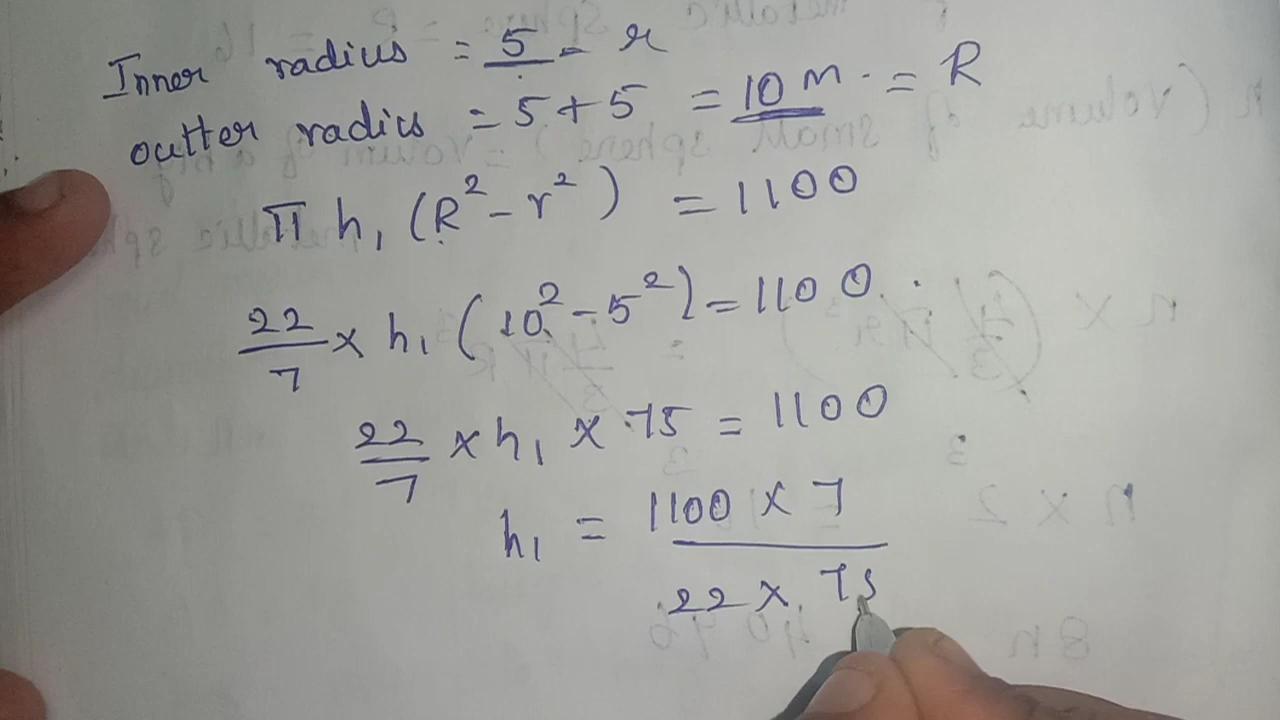 Inner radius = 5 - r
outter radius = 5+5 = 10 m. = R
π h₁ (R² - r²) = 1100
22/7 × h₁ (10² - 5²) = 1100.
22/7 × h₁ × 75 = 1100
h₁ = 1100 × 7 / 22 × 75